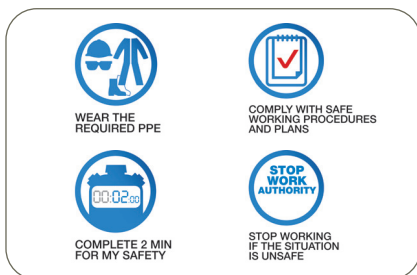 WEAR THE
REQUIRED PPE
COMPLY WITH SAFE
WORKING PROCEDURES
AND PLANS
00:02:00
COMPLETE 2 MIN
FOR MY SAFETY
STOP
WORK
AUTHORITY
STOP WORKING
IF THE SITUATION
IS UNSAFE